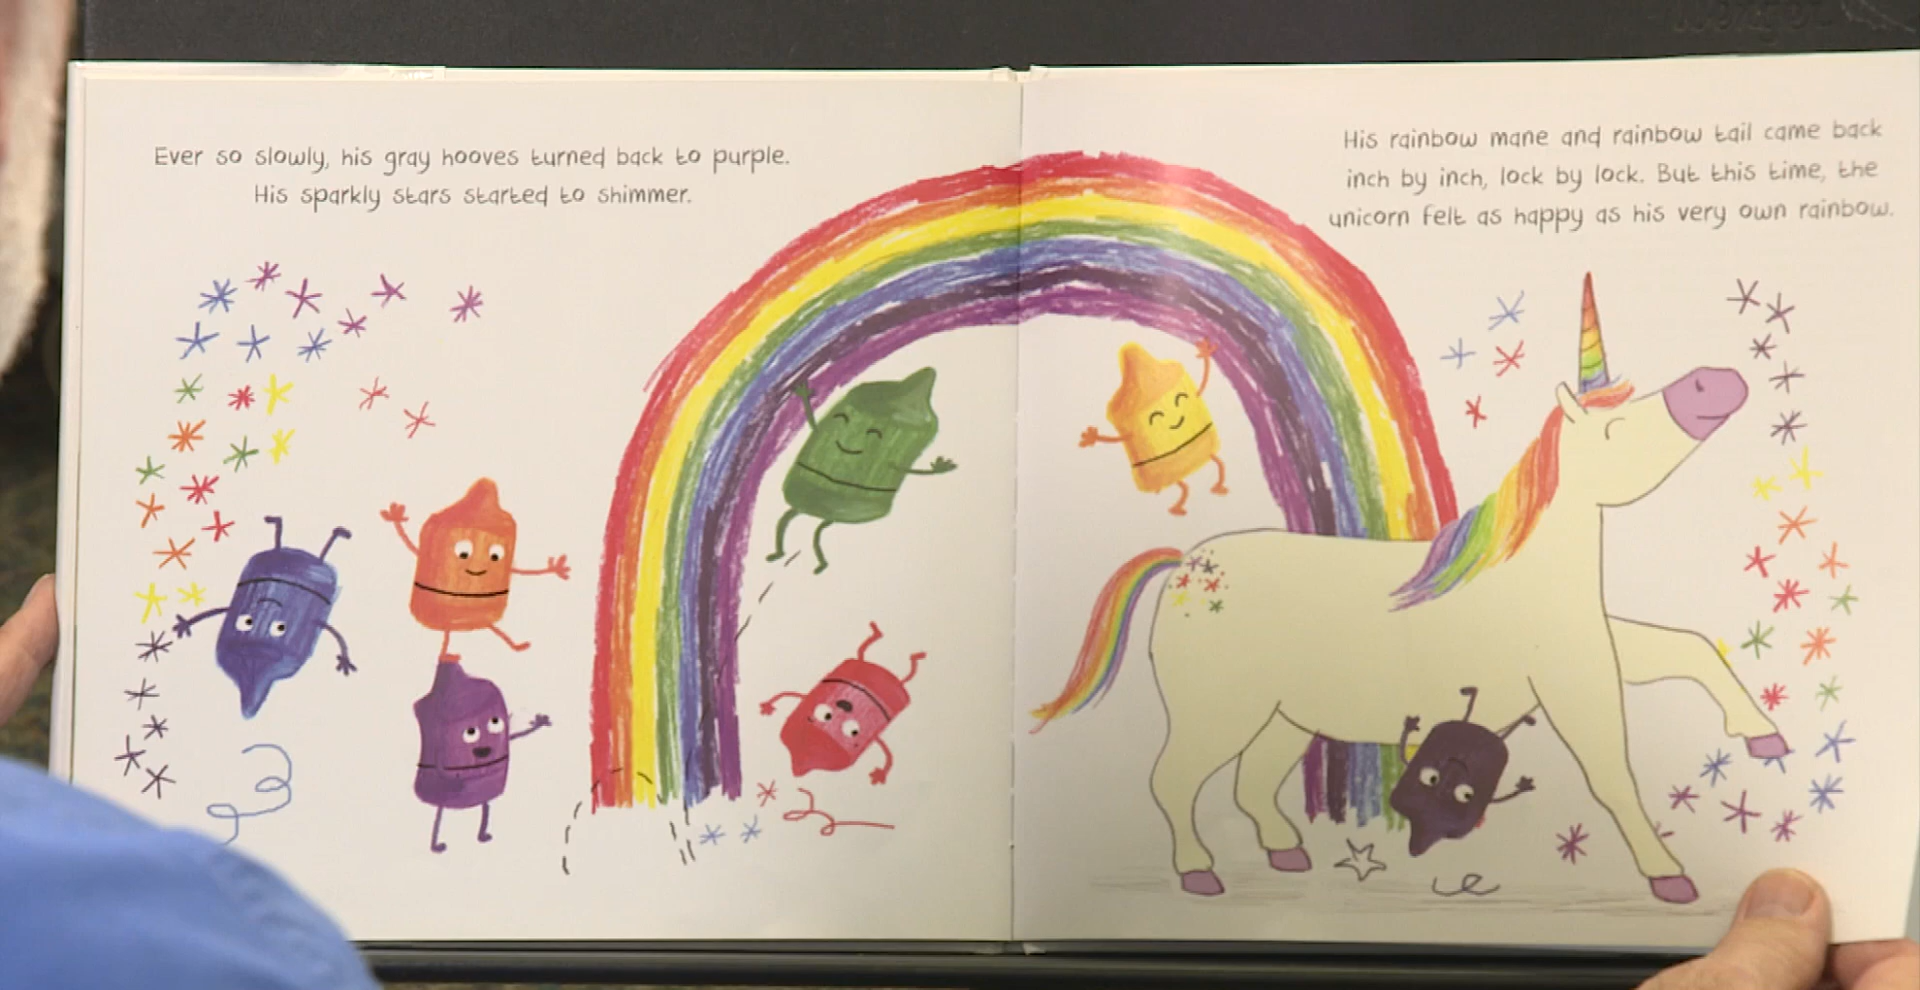 Ever so slowly, his gray hooves turned back to purple.
His sparkly stars started to shimmer.
His rainbow mane and rainbow tail came back
inch by inch, lock by lock. But this time, the
unicorn felt as happy as his very own rainbow.